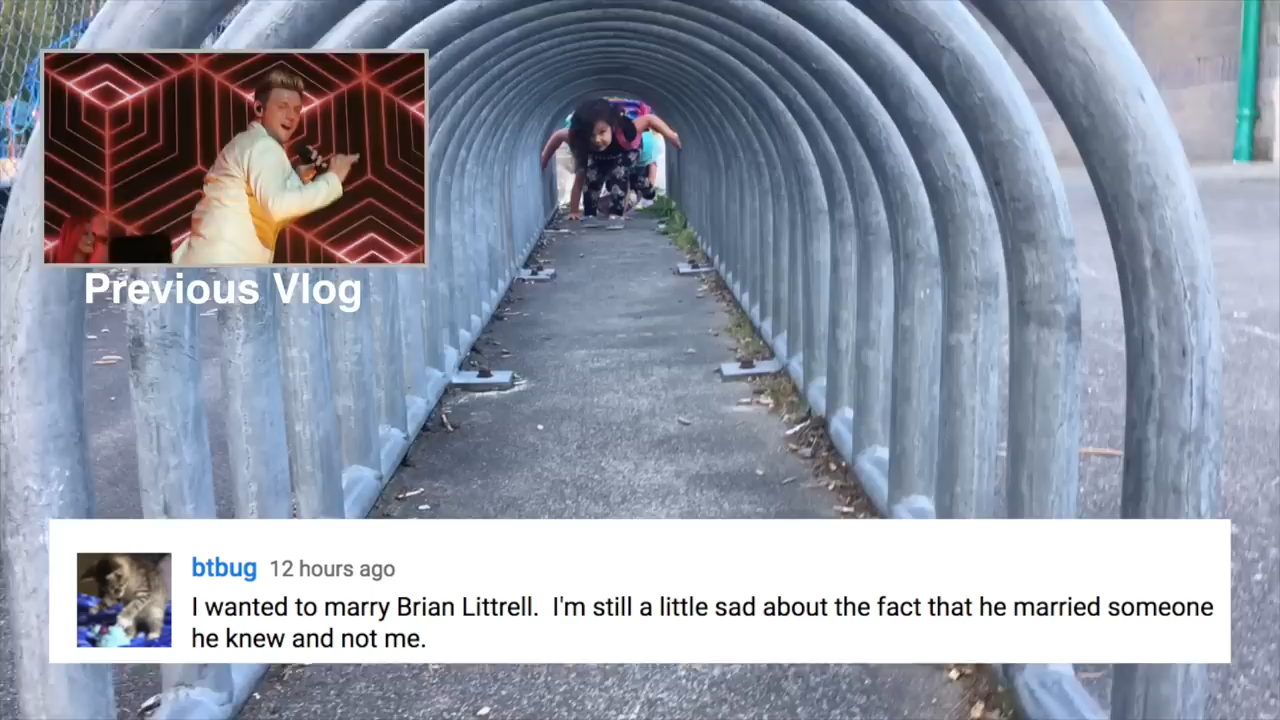 Previous Vlog
btbug 12 hours ago
I wanted to marry Brian Littrell.  I'm still a little sad about the fact that he married someone
he knew and not me.